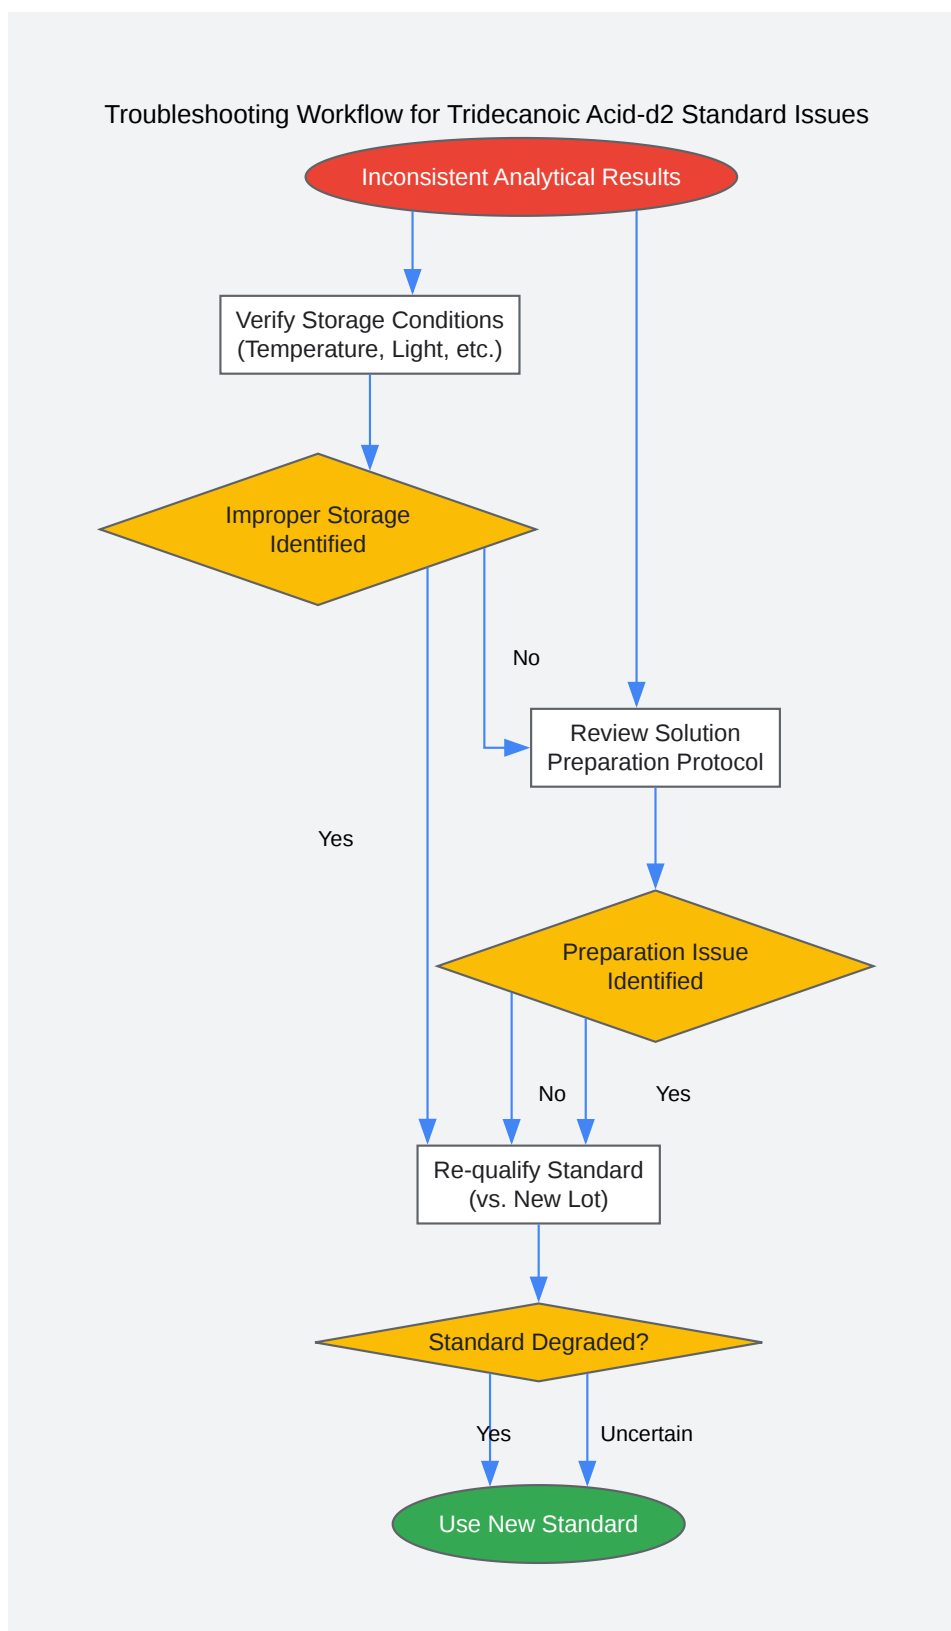 Troubleshooting Workflow for Tridecanoic Acid-d2 Standard Issues
Inconsistent Analytical Results
Verify Storage Conditions
(Temperature, Light, etc.)
Improper Storage
Identified
No
Review Solution
Preparation Protocol
Yes
Preparation Issue
Identified
No
Yes
Re-qualify Standard
(vs. New Lot)
Standard Degraded?
Yes
Uncertain
Use New Standard